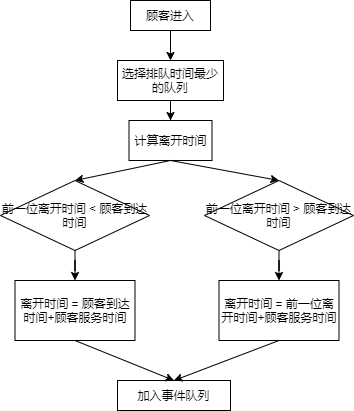 顾客进入
选择排队时间最少
的队列
计算离开时间
前一位离开时间 < 顾客到达
时间
前一位离开时间 > 顾客到达
时间
离开时间 = 顾客到达
时间+顾客服务时间
离开时间 = 前一位离
开时间+顾客服务时间
加入事件队列